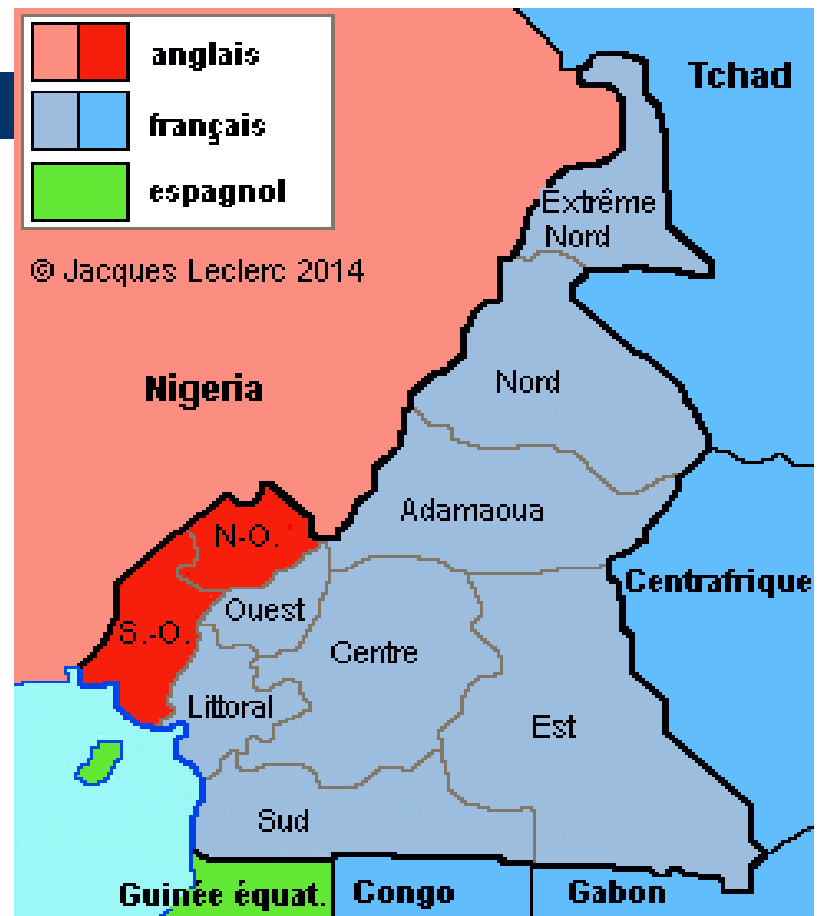 anglais
français
espagnol
© Jacques Leclerc 2014
Tchad
Extrême
Nord
Nigeria
Nord
Adamaoua
N-O.
Centrafrique
Ouest
S.-O.
Centre
Littoral
Est
Sud
Guinée équat.
Congo
Gabon